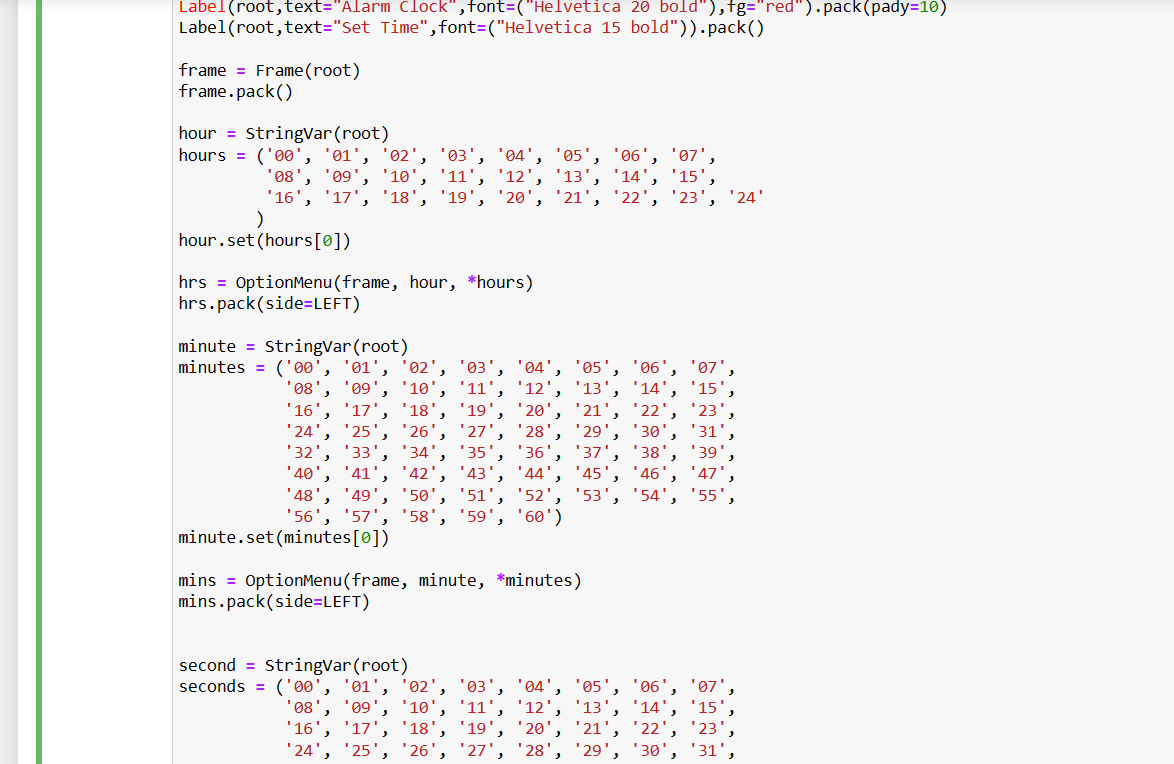 Label(root,text="Alarm Clock",font=("Helvetica 20 bold"),fg="red").pack(pady=10)
Label(root,text="Set Time",font=("Helvetica 15 bold")).pack()
frame = Frame(root)
frame.pack()
hour = StringVar(root)
hours = ('00', '01', '02', '03', '04', '05', '06', '07',
'08', '09', '10', '11', '12', '13', '14', '15',
'16', '17', '18', '19', '20', '21', '22', '23', '24'
)
hour.set(hours[0])
hrs = OptionMenu(frame, hour, *hours)
hrs.pack(side=LEFT)
minute = StringVar(root)
minutes = ('00', '01', '02', '03', '04', '05', '06', '07',
'08', '09', '10', '11', '12', '13', '14', '15',
'16', '17', '18', '19', '20', '21', '22', '23',
'24', '25', '26', '27', '28', '29', '30', '31',
'32', '33', '34', '35', '36', '37', '38', '39',
'40', '41', '42', '43', '44', '45', '46', '47',
'48', '49', '50', '51', '52', '53', '54', '55',
'56', '57', '58', '59', '60')
minute.set(minutes[0])
mins = OptionMenu(frame, minute, *minutes)
mins.pack(side=LEFT)
second = StringVar(root)
seconds = ('00', '01', '02', '03', '04', '05', '06', '07',
'08', '09', '10', '11', '12', '13', '14', '15',
'16', '17', '18', '19', '20', '21', '22', '23',
'24', '25', '26', '27', '28', '29', '30', '31',